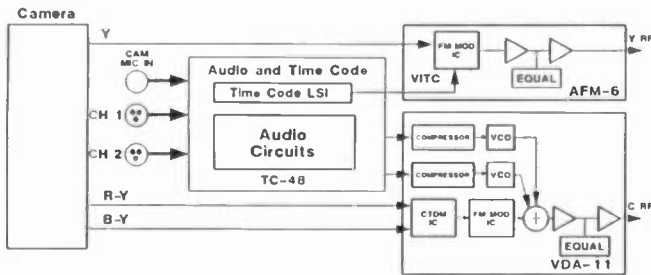 Camera
Y
CAM
MIC IN
CH 1
CH 2
R-Y
B-Y
Audio and Time Code
Time Code LSI
Audio
Circuits
TC-48
FM MOD
IC
VITC
EQUAL
AFM-6
Y RF
COMPRESSOR
VCO
COMPRESSOR
VCO
CTDM
IC
FM MOD
IC
+
EQUAL
VDA-11
C RF